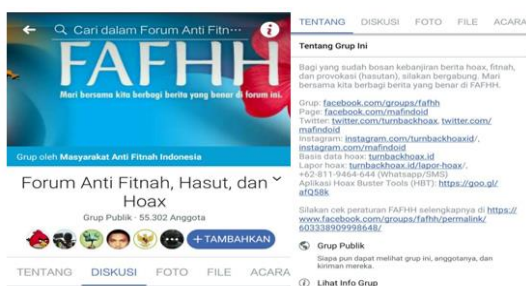 Cari dalam Forum Anti Fitn...
FAFHH
Mari bersama kita berbagi berita yang benar di forum ini.
Grup oleh Masyarakat Anti Fitnah Indonesia
Forum Anti Fitnah, Hasut, dan
Hoax
Grup Publik · 55.302 Anggota
+ TAMBAHKAN
TENTANG DISKUSI FOTO FILE ACARA
TENTANG DISKUSI FOTO FILE ACARA
Tentang Grup Ini
Bagi yang sudah bosan kebanjiran berita hoax, fitnah,
dan provokasi (hasutan), silakan bergabung. Mari
bersama kita berbagi berita yang benar di FAFHH.
Grup: facebook.com/groups/fafhh
Page: facebook.com/mafindoid
Twitter: twitter.com/turnbackhoax, twitter.com/
mafindoid
Instagram: instagram.com/turnbackhoaxid/,
instagram.com/mafindoid
Basis data hoax: turnbackhoax.id
Lapor hoax: turnbackhoax.id/lapor-hoax/,
+62-811-9464-644 (Whatsapp/SMS)
Aplikasi Hoax Buster Tools (HBT): https://goo.gl/
afQ58k
Silakan cek peraturan FAFHH selengkapnya di https://
www.facebook.com/groups/fafhh/permalink/
603338909998648/
Grup Publik
Siapa pun dapat melihat grup ini, anggotanya, dan
kiriman mereka.
Lihat Info Grup